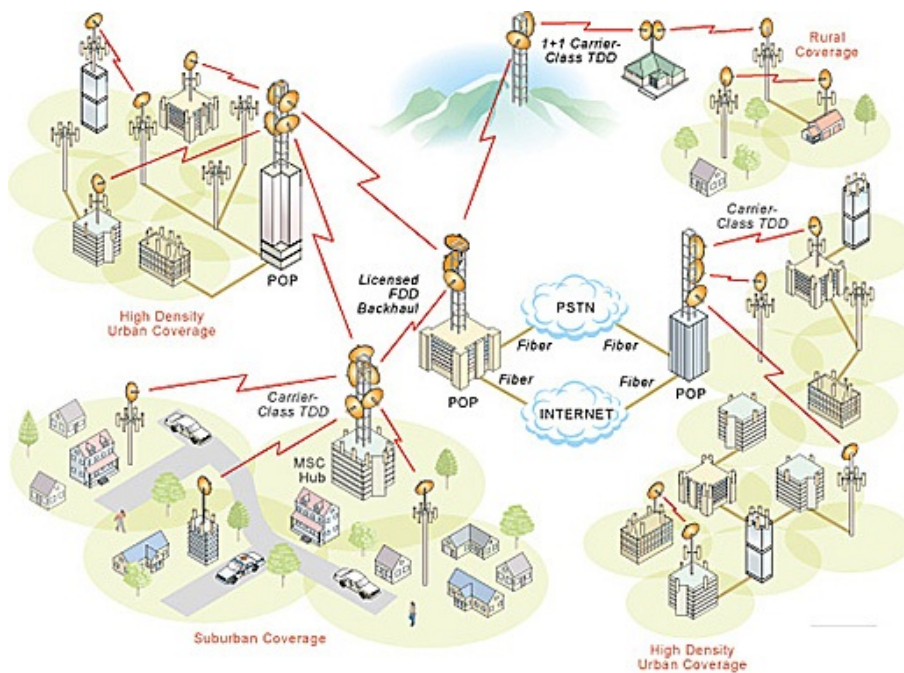 1+1 Carrier-
Class TDD
Rural
Coverage
POP
High Density
Urban Coverage
Licensed
FDD
Backhaul
Carrier-
Class TDD
PSTN
Fiber
Fiber
Fiber
Fiber
POP
INTERNET
POP
Carrier-
Class TDD
MSC
Hub
Suburban Coverage
High Density
Urban Coverage